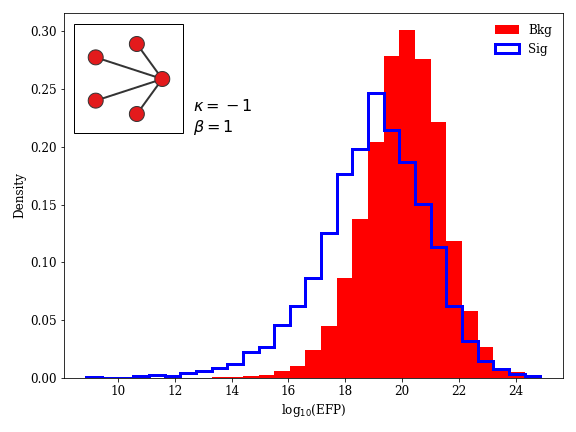 Bkg
Sig
κ = −1
β = 1
0.30
0.25
0.20
0.15
0.10
0.05
0.00
Density
10 12 14 16 18 20 22 24
log₁₀(EFP)